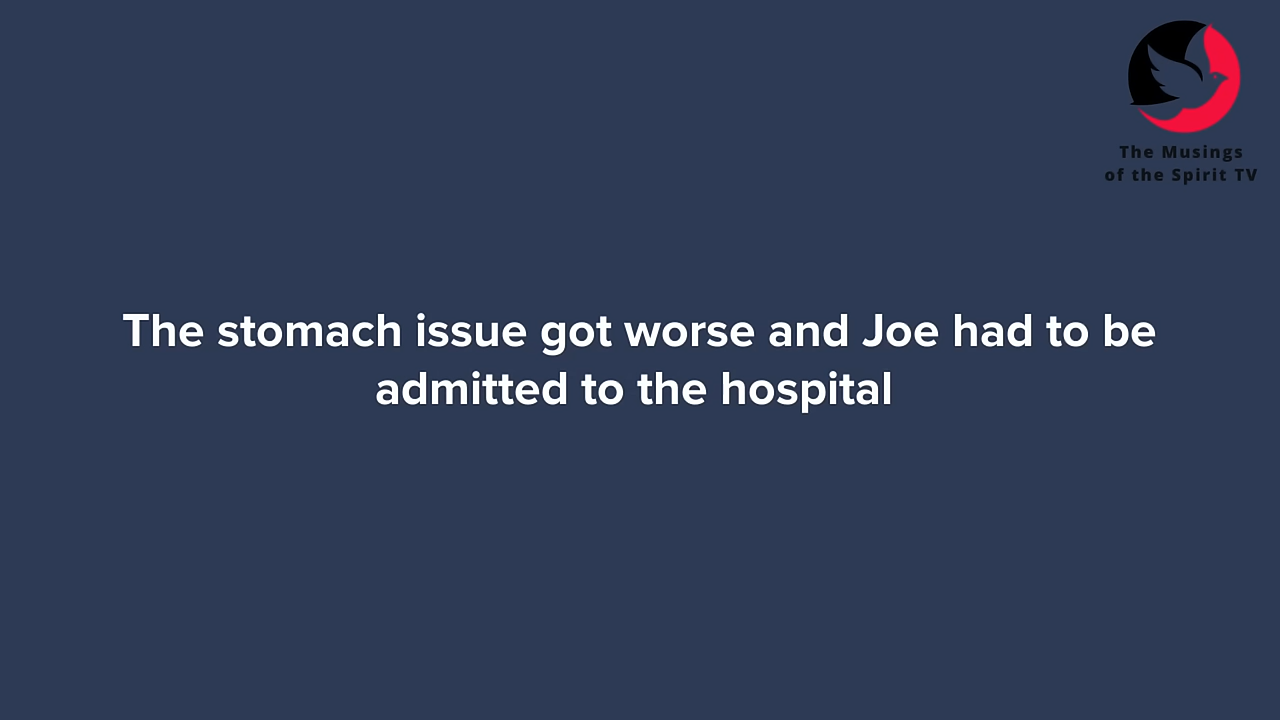 The Musings
of the Spirit TV
The stomach issue got worse and Joe had to be
admitted to the hospital